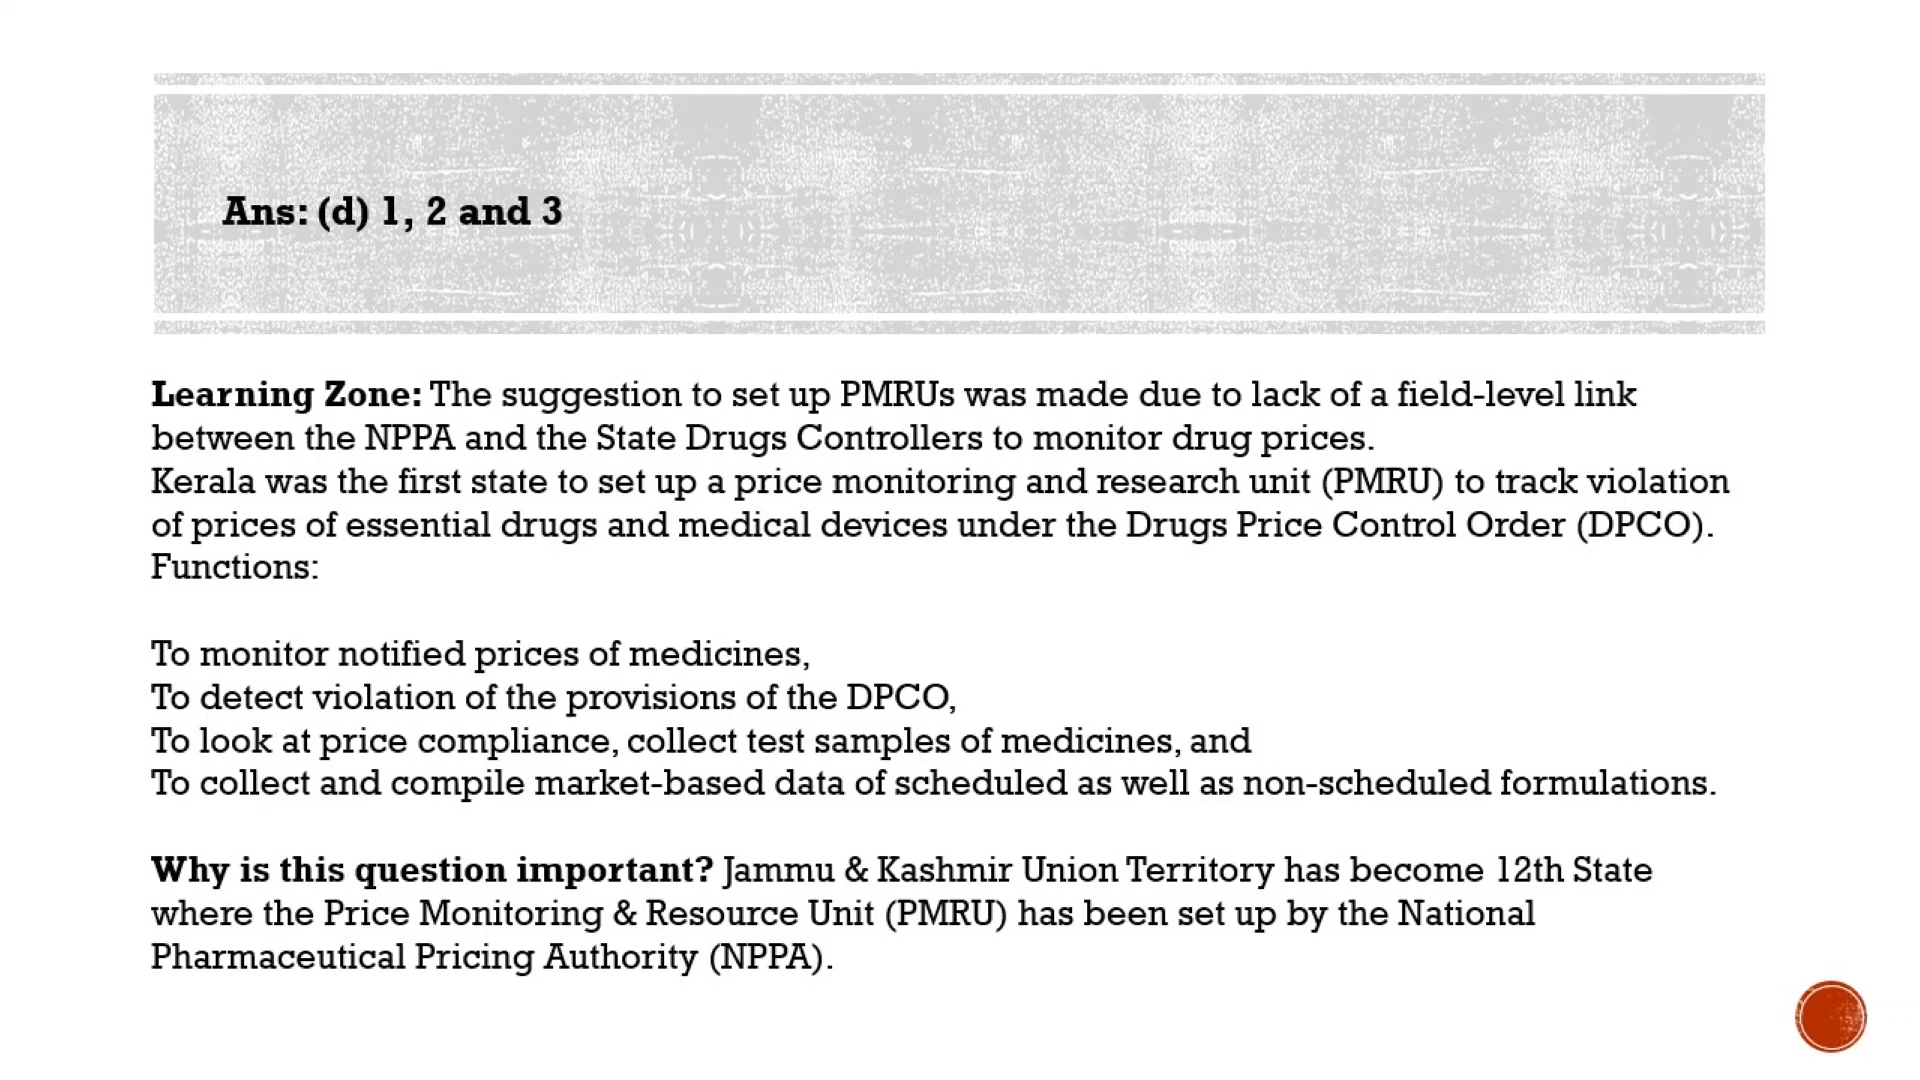 Ans: (d) 1, 2 and 3
Learning Zone: The suggestion to set up PMRUs was made due to lack of a field-level link
between the NPPA and the State Drugs Controllers to monitor drug prices.
Kerala was the first state to set up a price monitoring and research unit (PMRU) to track violation
of prices of essential drugs and medical devices under the Drugs Price Control Order (DPCO).
Functions:
To monitor notified prices of medicines,
To detect violation of the provisions of the DPCO,
To look at price compliance, collect test samples of medicines, and
To collect and compile market-based data of scheduled as well as non-scheduled formulations.
Why is this question important? Jammu & Kashmir Union Territory has become 12th State
where the Price Monitoring & Resource Unit (PMRU) has been set up by the National
Pharmaceutical Pricing Authority (NPPA).